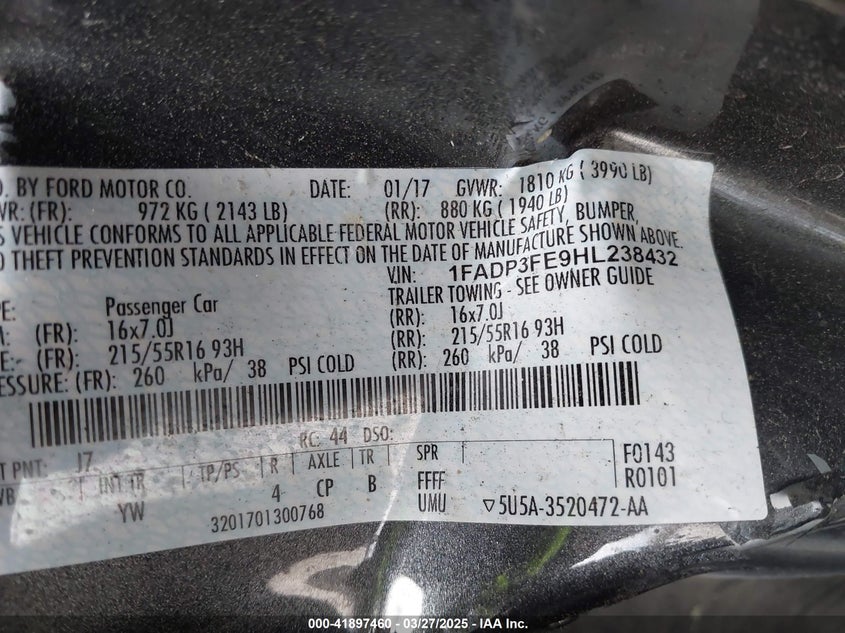 BY FORD MOTOR CO. DATE: 01/17 GVWR: 1810 KG ( 3990 LB)
(FR): 972 KG ( 2143 LB) (RR): 880 KG ( 1940 LB)
VEHICLE CONFORMS TO ALL APPLICABLE FEDERAL MOTOR VEHICLE SAFETY, BUMPER,
THEFT PREVENTION STANDARDS IN EFFECT ON THE DATE OF MANUFACTURE SHOWN ABOVE.
VIN: 1FADP3FE9HL238432
Passenger Car TRAILER TOWING - SEE OWNER GUIDE
(FR): 16x7.0J (RR): 16x7.0J
(FR): 215/55R16 93H (RR): 215/55R16 93H
(FR): 260 kPa/ 38 PSI COLD (RR): 260 kPa/ 38 PSI COLD
RC: 44 DSO:
PNT: J7 F0143
INT TR TP/PS R AXLE TR SPR R0101
YW 4 CP B FFFF
UMU
3201701300768 5U5A-3520472-AA
000-41897460 — 03/27/2025 — IAA Inc.